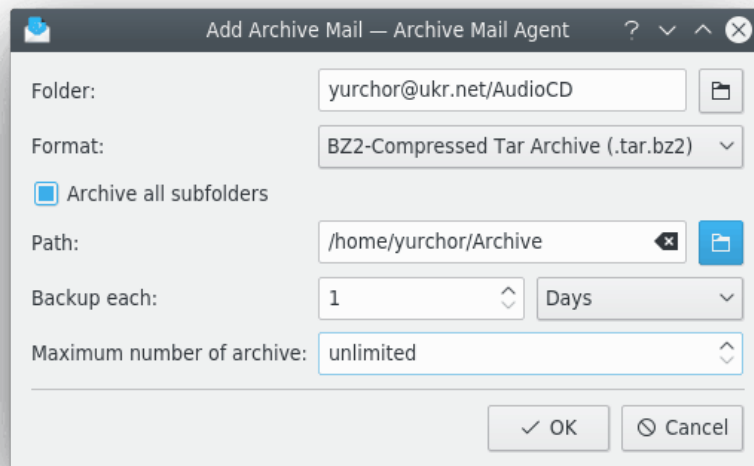 Add Archive Mail — Archive Mail Agent
Folder: yurchor@ukr.net/AudioCD
Format: BZ2-Compressed Tar Archive (.tar.bz2)
Archive all subfolders
Path: /home/yurchor/Archive
Backup each: 1 Days
Maximum number of archive: unlimited
OK Cancel